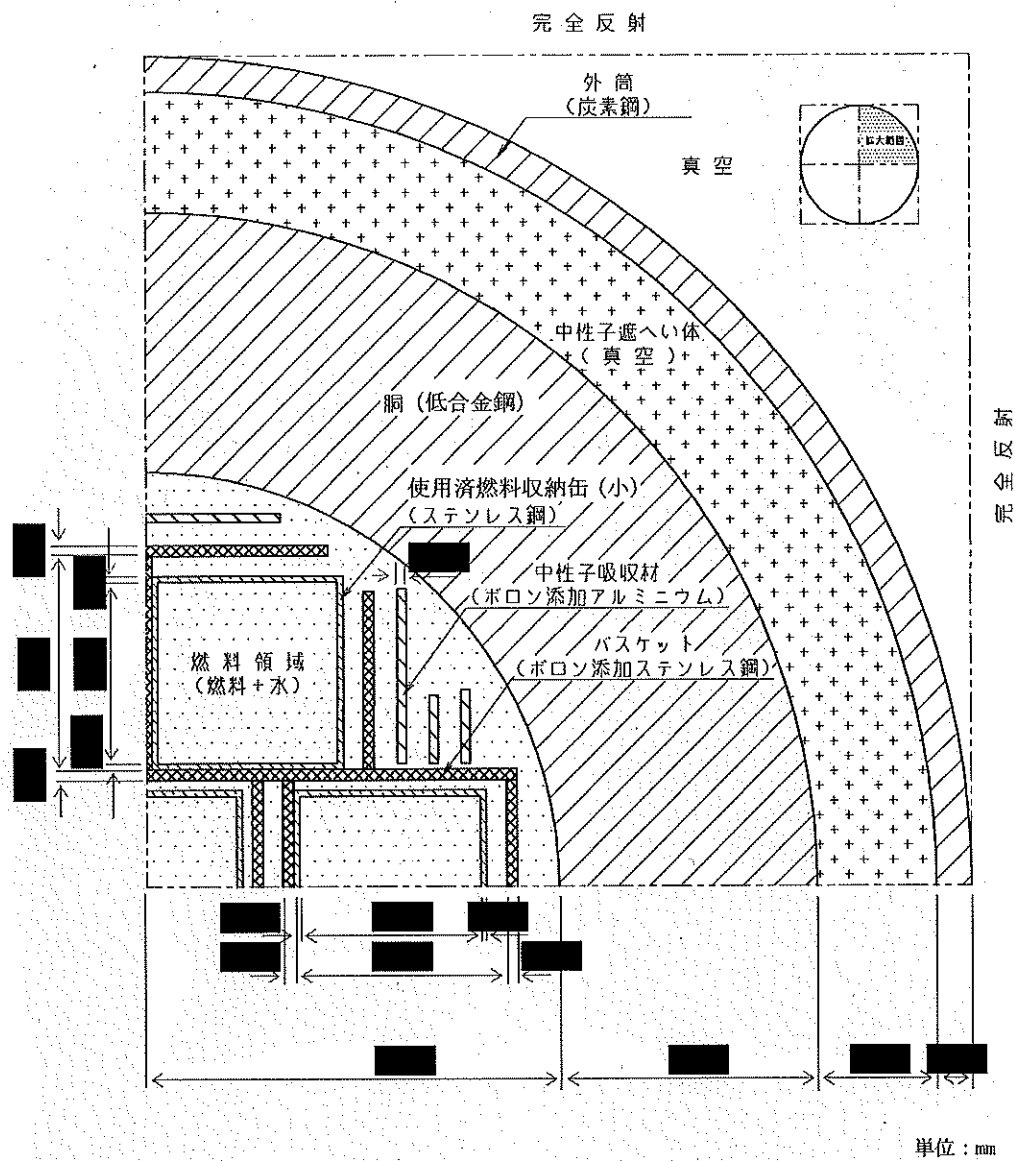 完全反射
外筒
(炭素鋼)
拡大範囲
真空
中性子遮へい体
(真空)
完全反射
胴 (低合金鋼)
使用済燃料収納缶 (小)
(ステンレス鋼)
中性子吸収材
(ボロン添加アルミニウム)
バスケット
(ボロン添加ステンレス鋼)
燃料領域
(燃料+水)
単位:mm